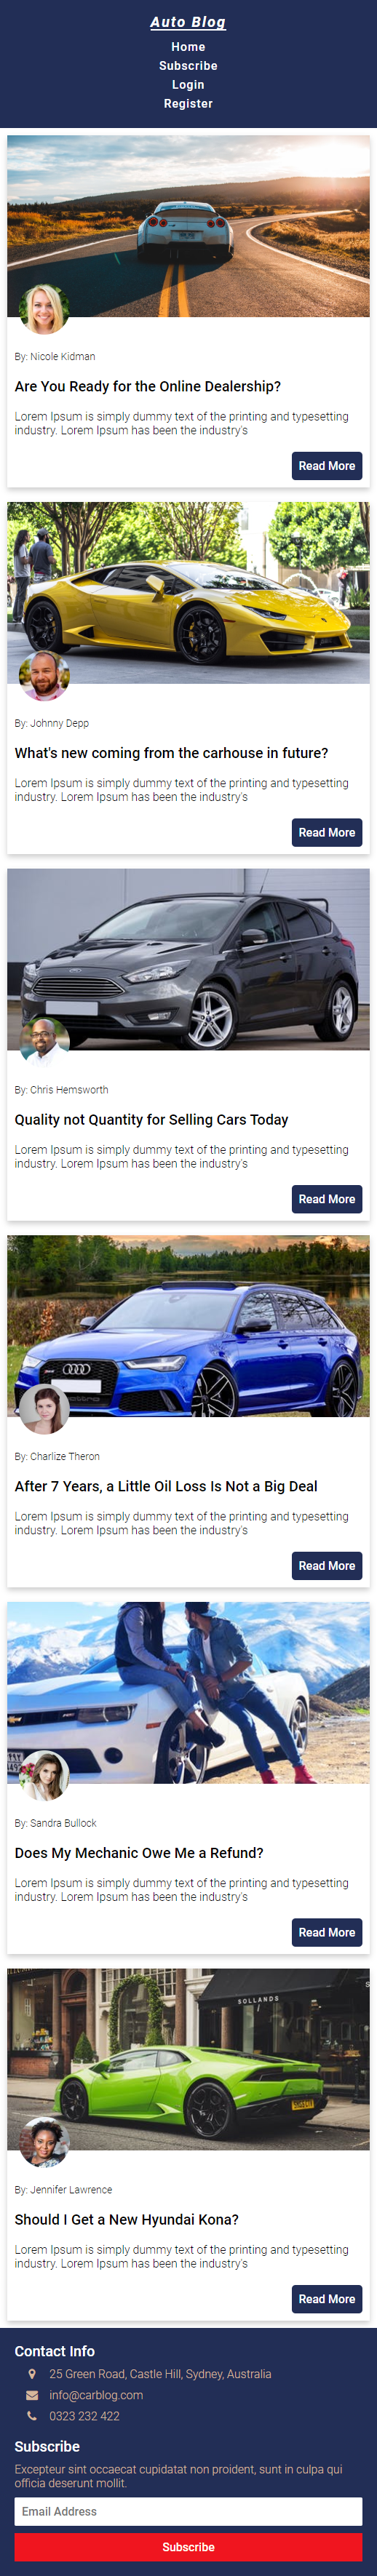 Auto Blog
Home
Subscribe
Login
Register
By: Nicole Kidman
Are You Ready for the Online Dealership?
Lorem Ipsum is simply dummy text of the printing and typesetting
industry. Lorem Ipsum has been the industry's
Read More
By: Johnny Depp
What's new coming from the carhouse in future?
Lorem Ipsum is simply dummy text of the printing and typesetting
industry. Lorem Ipsum has been the industry's
Read More
By: Chris Hemsworth
Quality not Quantity for Selling Cars Today
Lorem Ipsum is simply dummy text of the printing and typesetting
industry. Lorem Ipsum has been the industry's
Read More
By: Charlize Theron
After 7 Years, a Little Oil Loss Is Not a Big Deal
Lorem Ipsum is simply dummy text of the printing and typesetting
industry. Lorem Ipsum has been the industry's
Read More
By: Sandra Bullock
Does My Mechanic Owe Me a Refund?
Lorem Ipsum is simply dummy text of the printing and typesetting
industry. Lorem Ipsum has been the industry's
Read More
SOLLANDS
By: Jennifer Lawrence
Should I Get a New Hyundai Kona?
Lorem Ipsum is simply dummy text of the printing and typesetting
industry. Lorem Ipsum has been the industry's
Read More
Contact Info
25 Green Road, Castle Hill, Sydney, Australia
info@carblog.com
0323 232 422
Subscribe
Excepteur sint occaecat cupidatat non proident, sunt in culpa qui
officia deserunt mollit.
Email Address
Subscribe